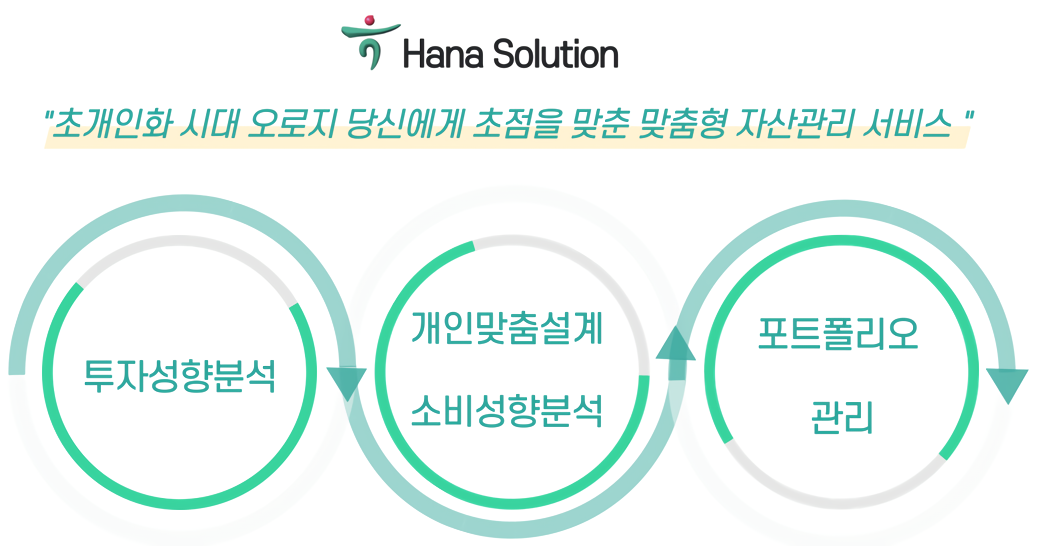 Hana Solution
"초개인화 시대 오로지 당신에게 초점을 맞춘 맞춤형 자산관리 서비스 "
투자성향분석
개인맞춤설계
소비성향분석
포트폴리오
관리